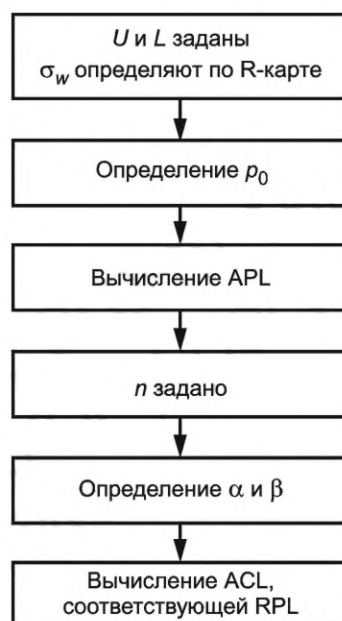 U и L заданы
σw определяют по R-карте
Определение p0
Вычисление APL
n задано
Определение α и β
Вычисление ACL,
соответствующей RPL